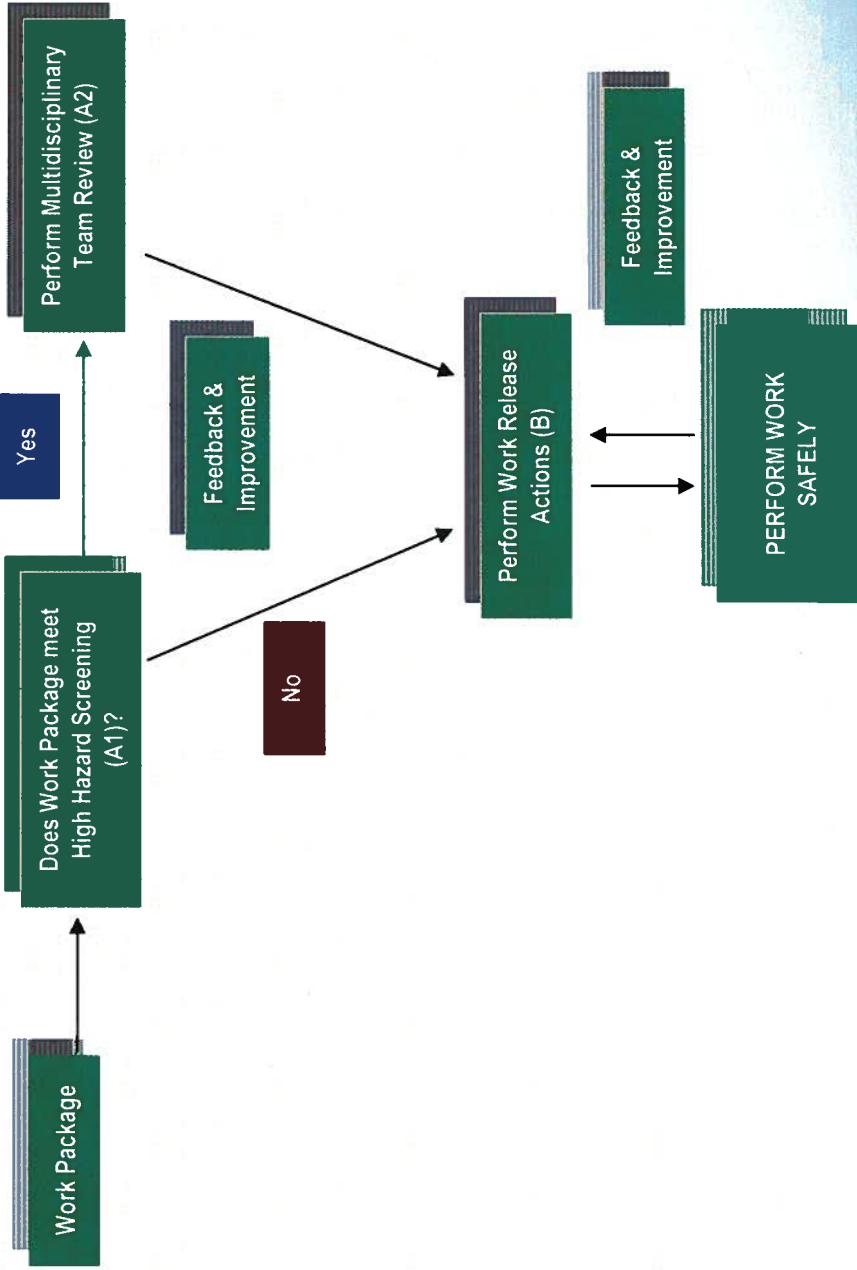 Work Package
Does Work Package meet
High Hazard Screening
(A1)?
Yes
Perform Multidisciplinary
Team Review (A2)
No
Feedback &
Improvement
Perform Work Release
Actions (B)
Feedback &
Improvement
PERFORM WORK
SAFELY